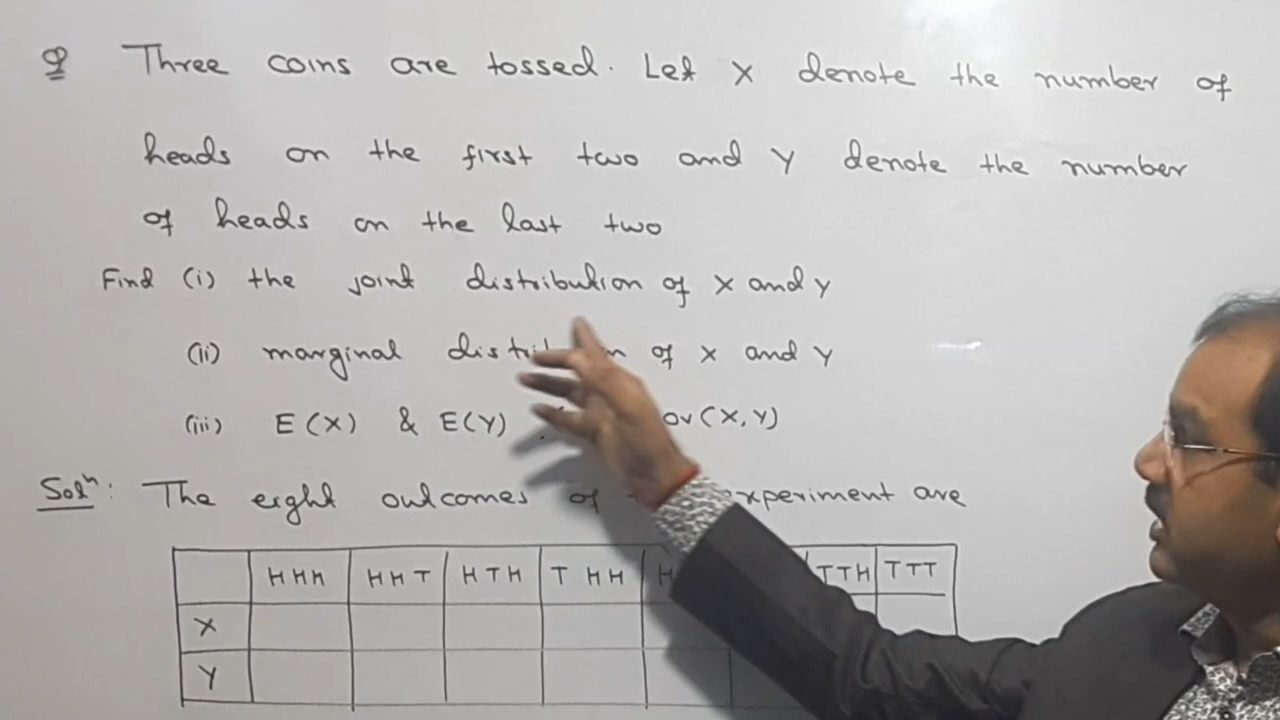 Q Three coins are tossed. Let X denote the number of
heads on the first two and Y denote the number
of heads on the last two
Find (i) the joint distribution of X and Y
(ii) marginal of X and Y
(iii) E(X) & E(Y) (X,Y)
Solⁿ: The eight outcomes of are
HHH HHT HTH THH TTH TTT
X
Y